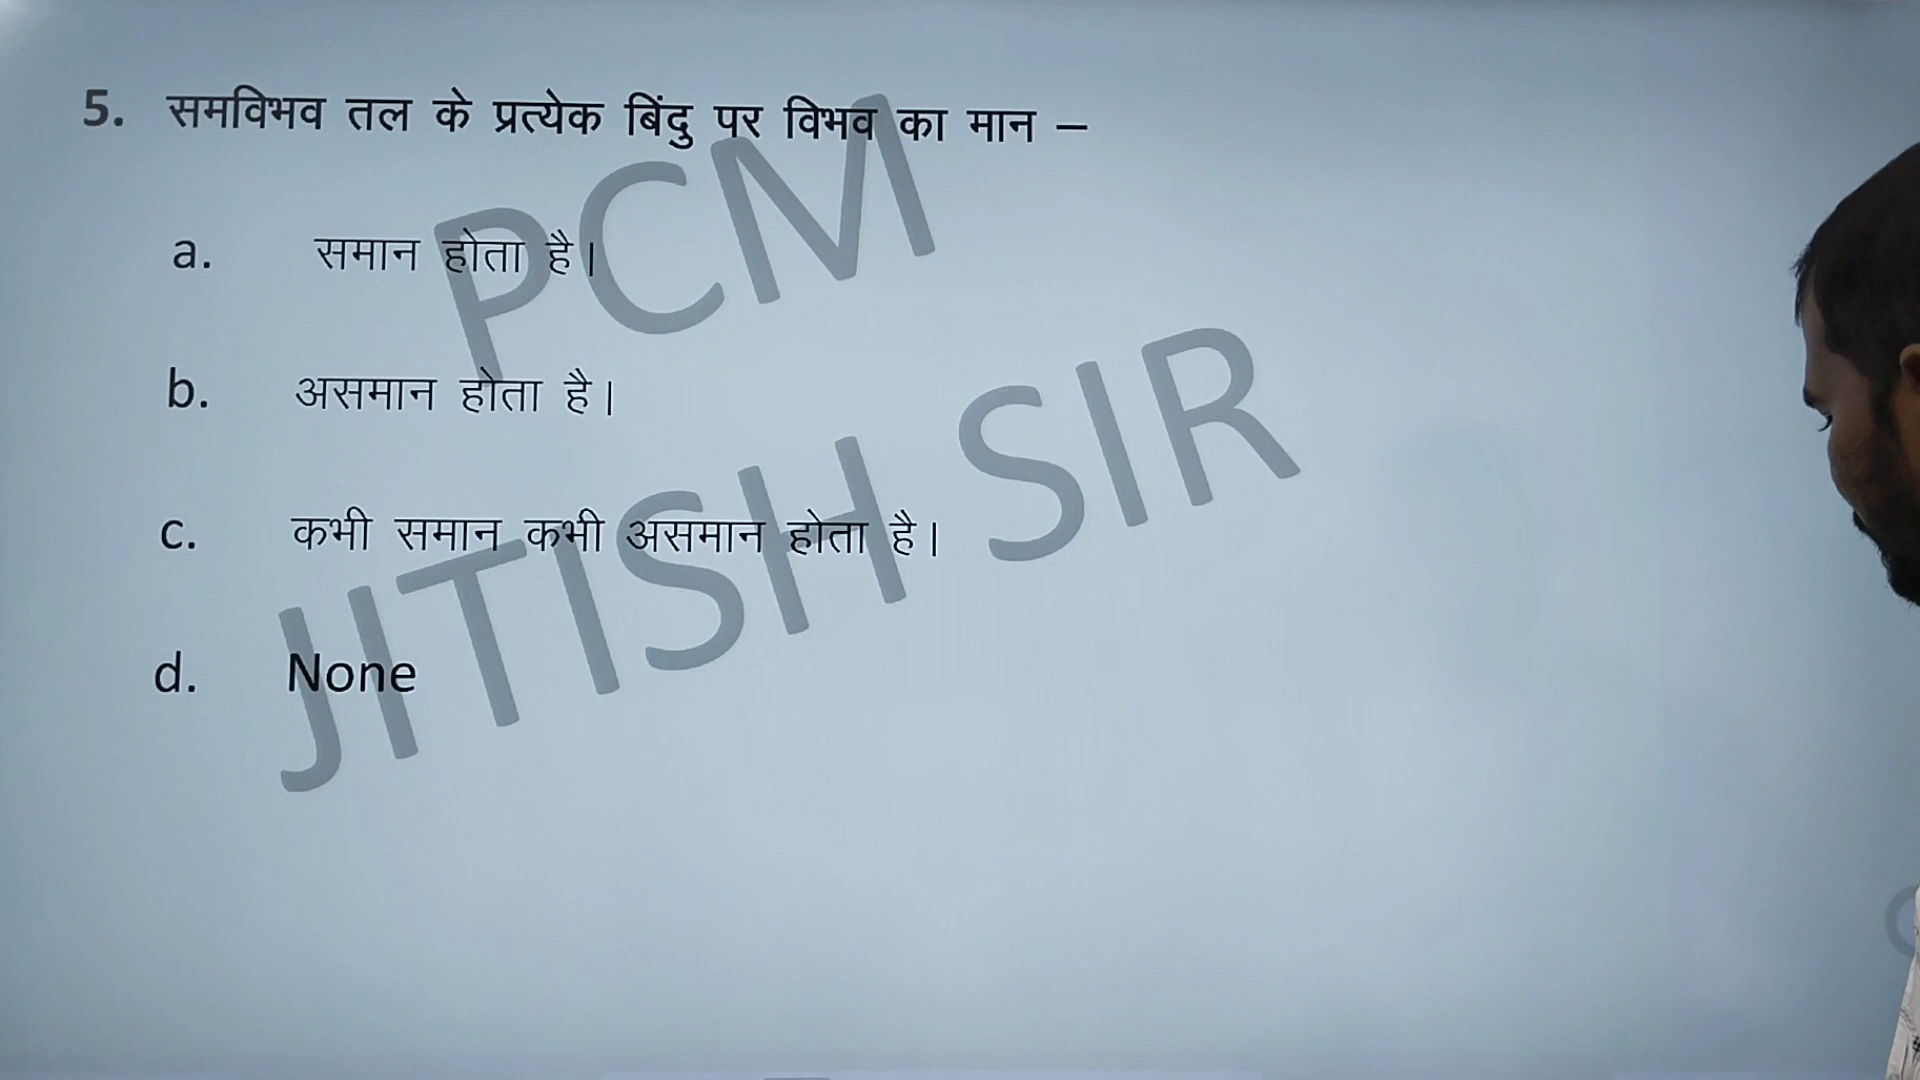 5. समविभव तल के प्रत्येक बिंदु पर विभव का मान –
a. समान होता है।
b. असमान होता है।
c. कभी समान कभी असमान होता है।
d. None
PCM
JITISH SIR